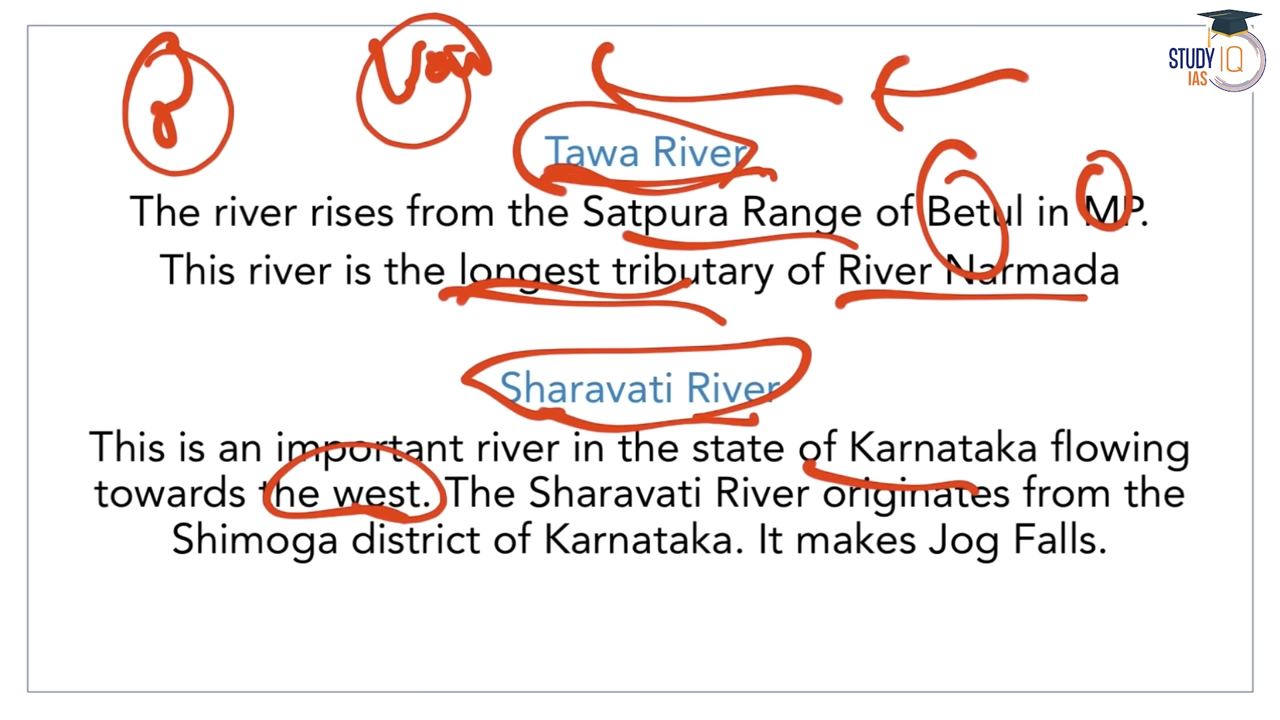 STUDY IQ
IAS
Tawa River
The river rises from the Satpura Range of Betul in MP.
This river is the longest tributary of River Narmada
Sharavati River
This is an important river in the state of Karnataka flowing
towards the west. The Sharavati River originates from the
Shimoga district of Karnataka. It makes Jog Falls.